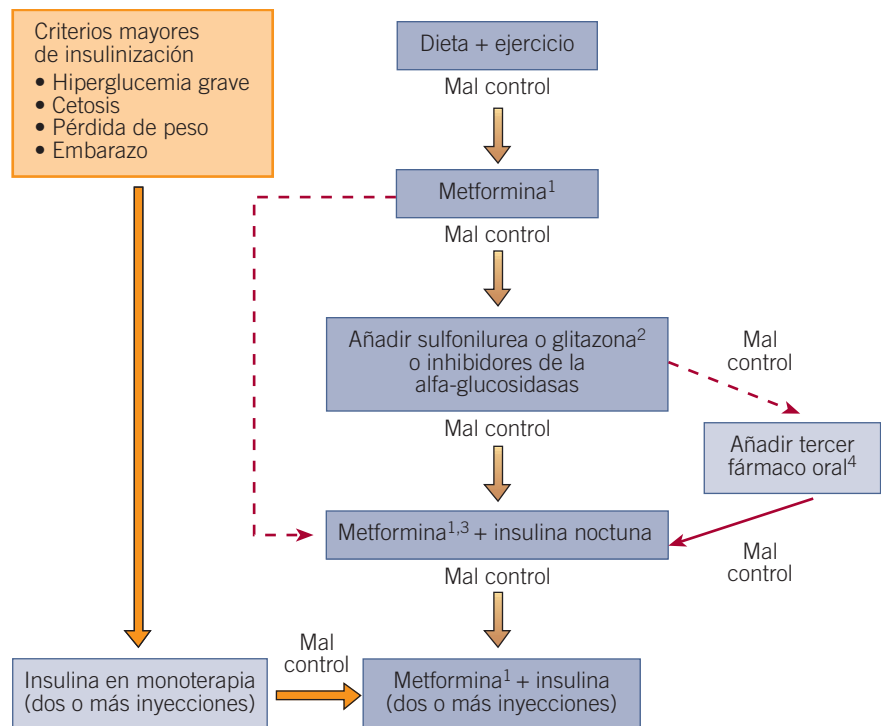 Criterios mayores
de insulinización
• Hiperglucemia grave
• Cetosis
• Pérdida de peso
• Embarazo
Dieta + ejercicio
Mal control
Metformina¹
Mal control
Añadir sulfonilurea o glitazona²
o inhibidores de la
alfa-glucosidasas
Mal
control
Mal control
Añadir tercer
fármaco oral⁴
Metformina¹,³ + insulina noctuna
Mal
control
Mal control
Insulina en monoterapia
(dos o más inyecciones)
Mal
control
Metformina¹ + insulina
(dos o más inyecciones)